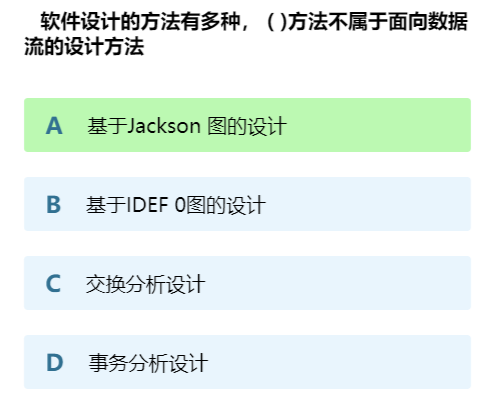 软件设计的方法有多种，( )方法不属于面向数据
流的设计方法
A 基于Jackson 图的设计
B 基于IDEF 0图的设计
C 交换分析设计
D 事务分析设计